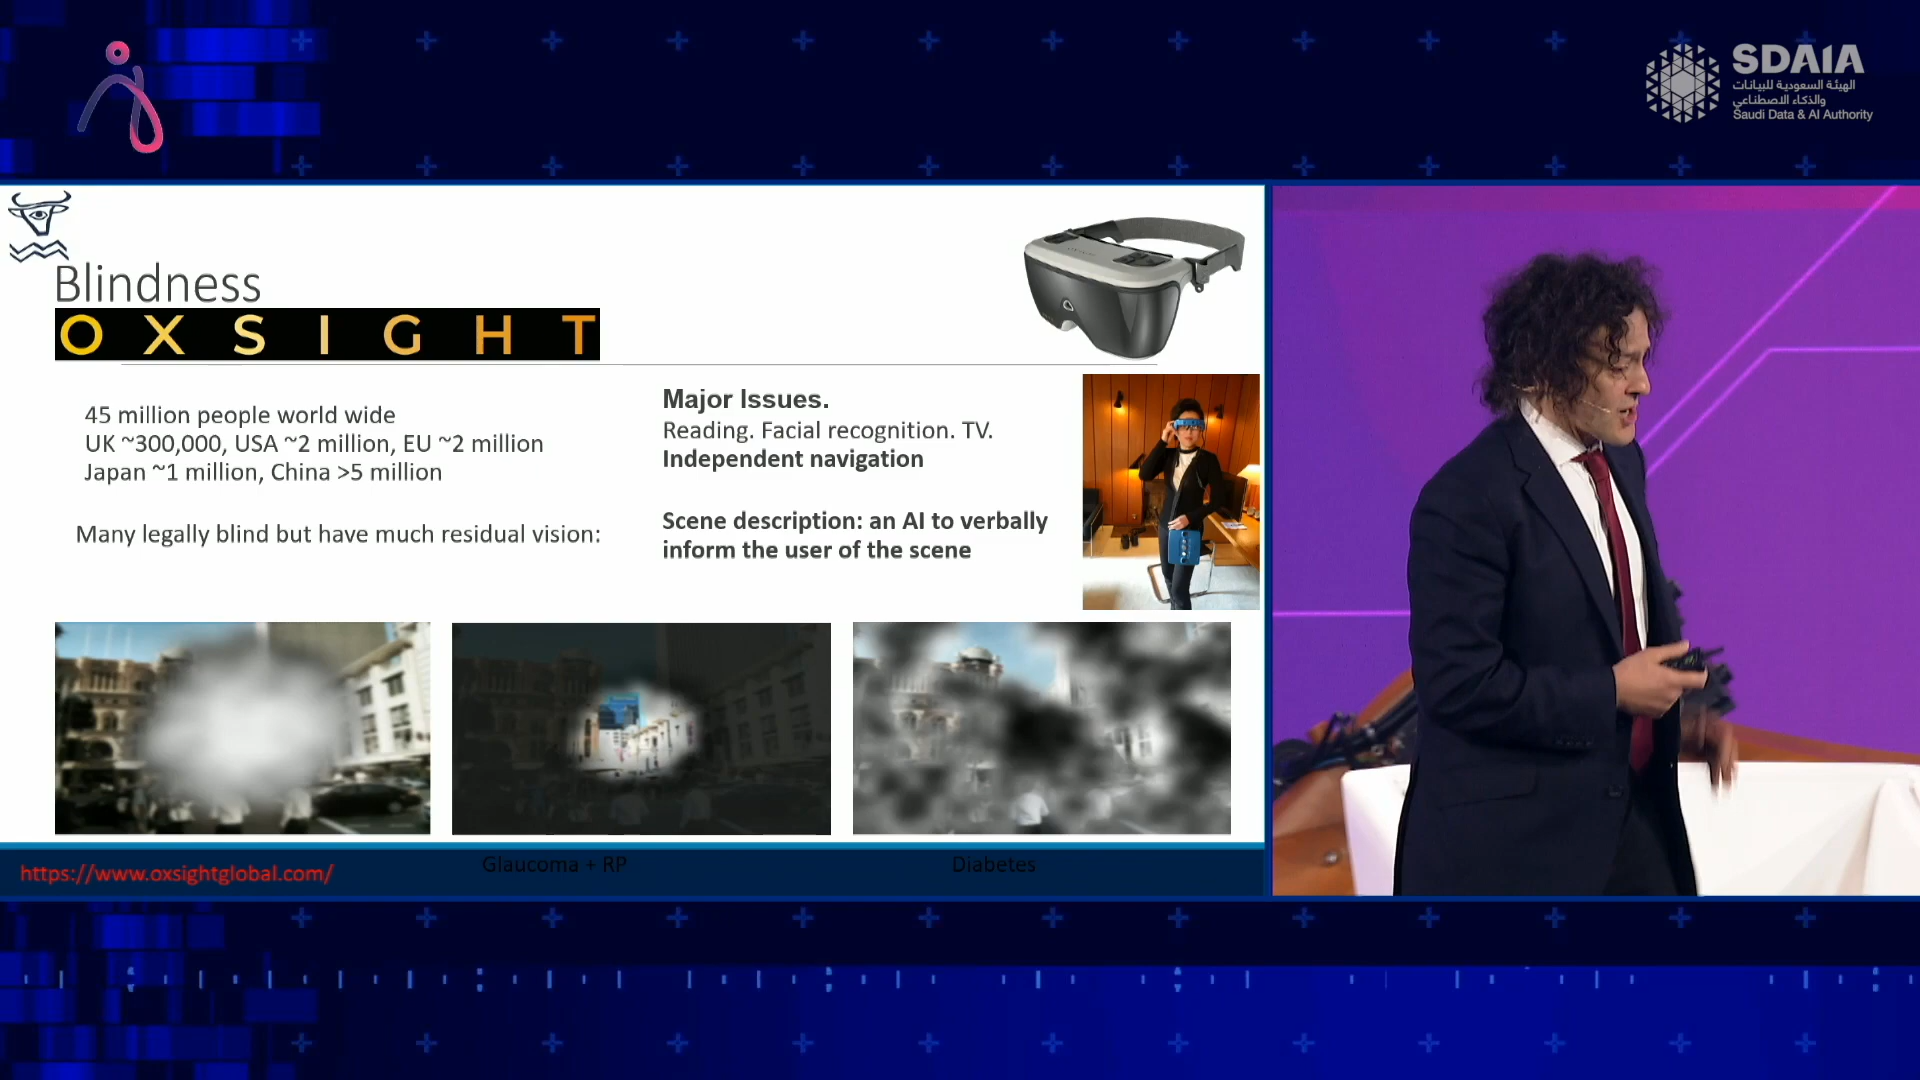 SDAIA
الهيئة السعودية للبيانات
والذكاء الاصطناعي
Saudi Data & AI Authority
Blindness
OXSIGHT
45 million people world wide
UK ~300,000, USA ~2 million, EU ~2 million
Japan ~1 million, China >5 million
Many legally blind but have much residual vision:
Major Issues.
Reading. Facial recognition. TV.
Independent navigation
Scene description: an AI to verbally
inform the user of the scene
Glaucoma + RP
Diabetes
https://www.oxsightglobal.com/